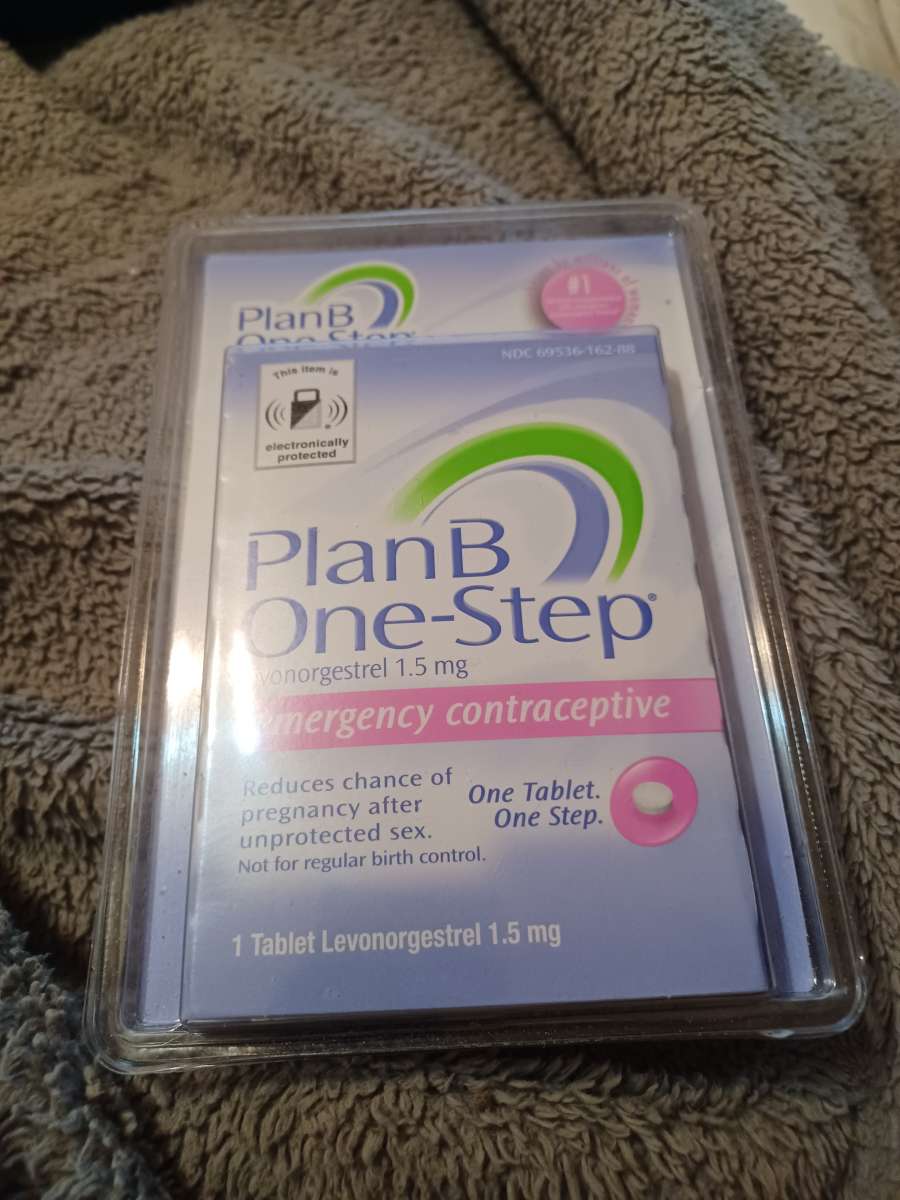 Plan B
One-Step
#1
NDC 69536-162-88
This item is
electronically
protected
Plan B
One-Step®
vonorgestrel 1.5 mg
emergency contraceptive
Reduces chance of
pregnancy after
unprotected sex.
Not for regular birth control.
One Tablet.
One Step.
1 Tablet Levonorgestrel 1.5 mg